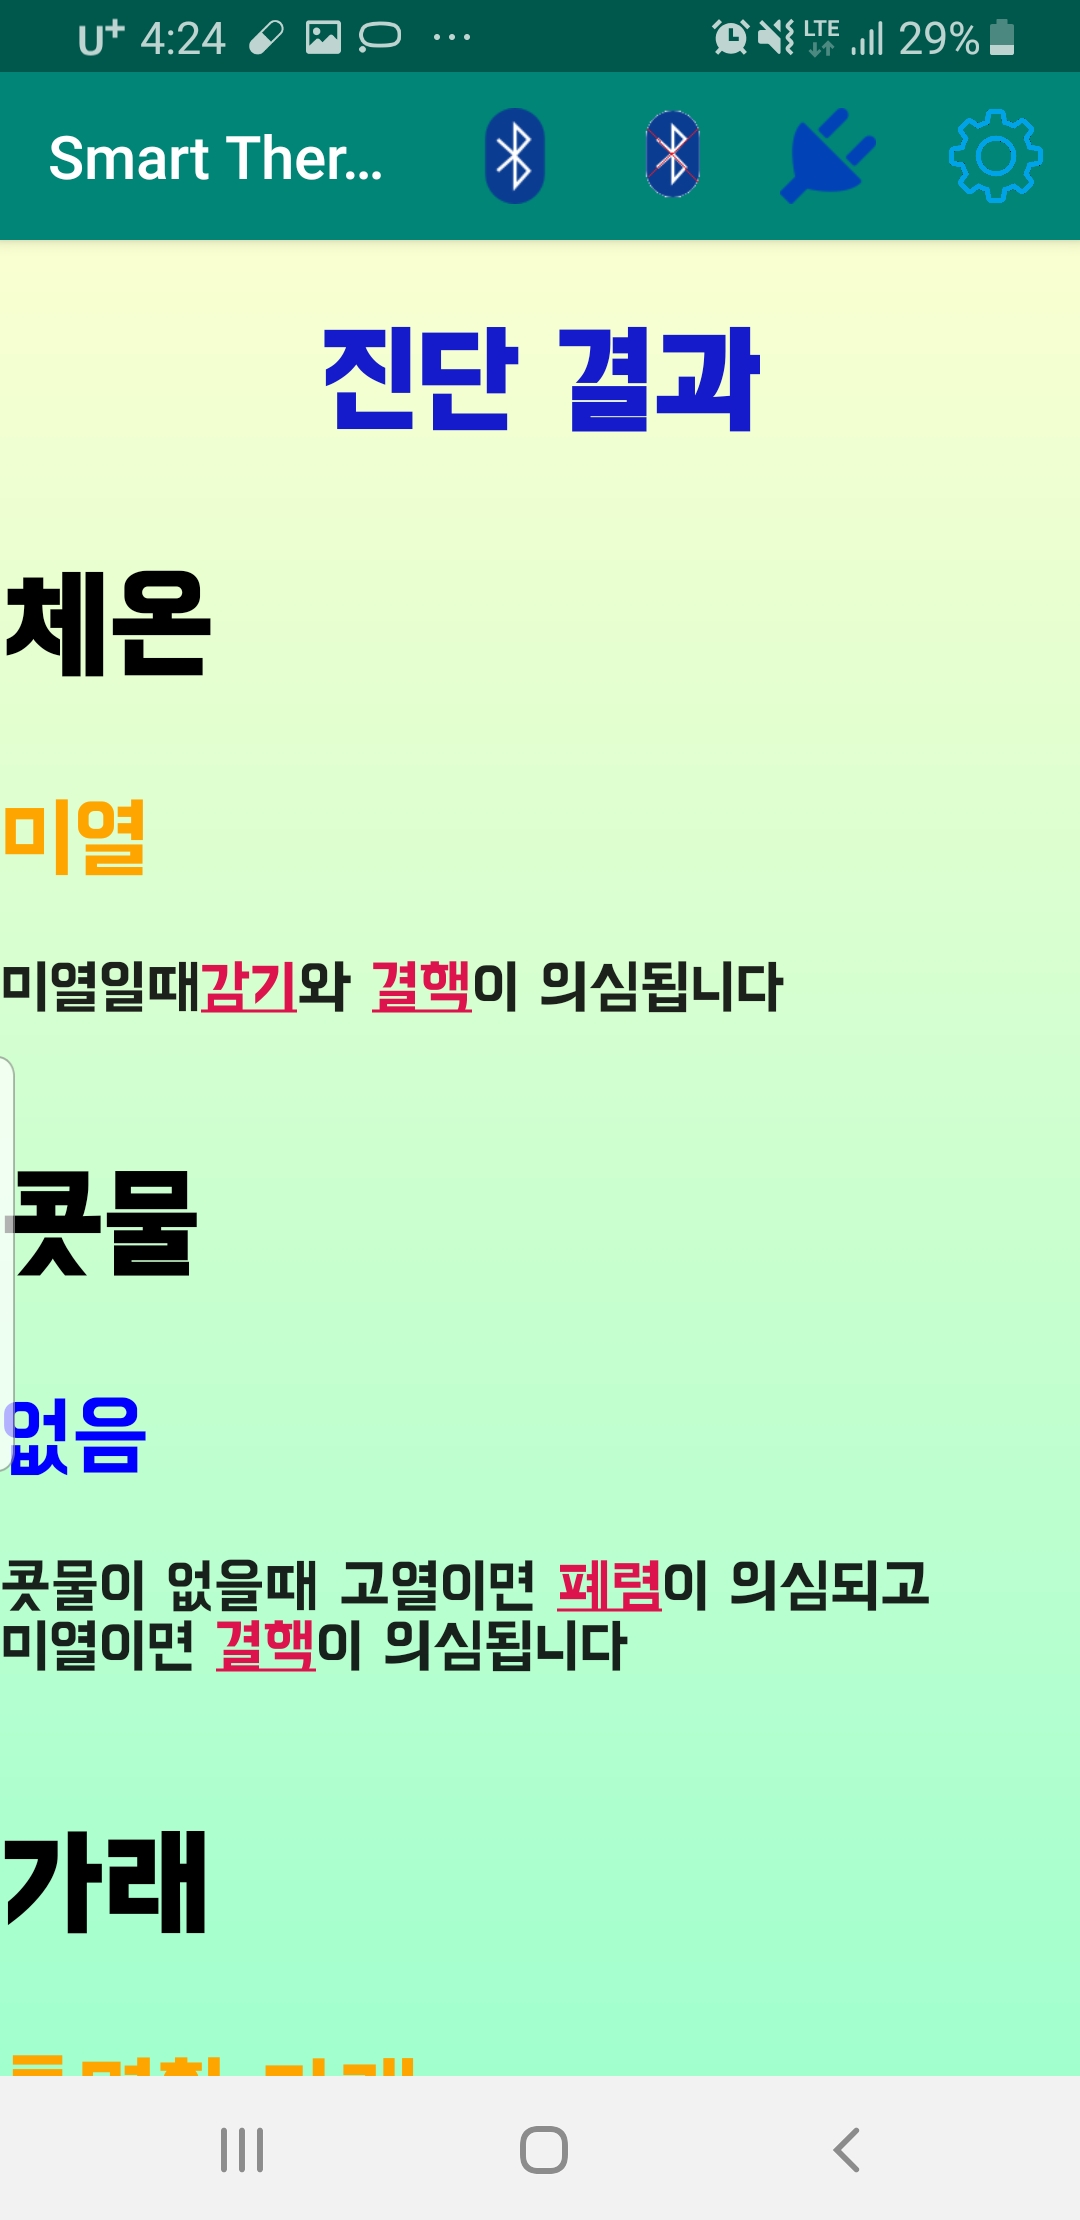 U+ 4:24 ... LTE 29%
Smart Ther...
진단 결과
체온
미열
미열일때감기와 결핵이 의심됩니다
콧물
없음
콧물이 없을때 고열이면 폐렴이 의심되고
미열이면 결핵이 의심됩니다
가래